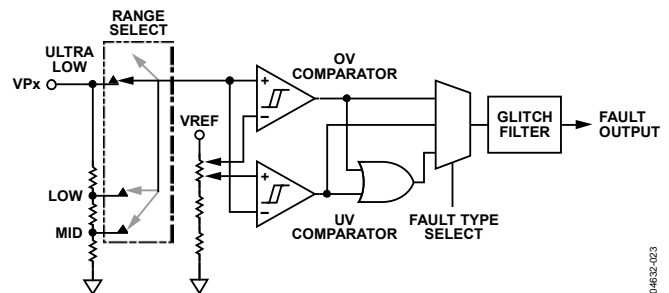 RANGE
SELECT
ULTRA
LOW
VPx
LOW
MID
VREF
+
–
OV
COMPARATOR
+
–
UV
COMPARATOR
FAULT TYPE
SELECT
GLITCH
FILTER
FAULT
OUTPUT
04632-023